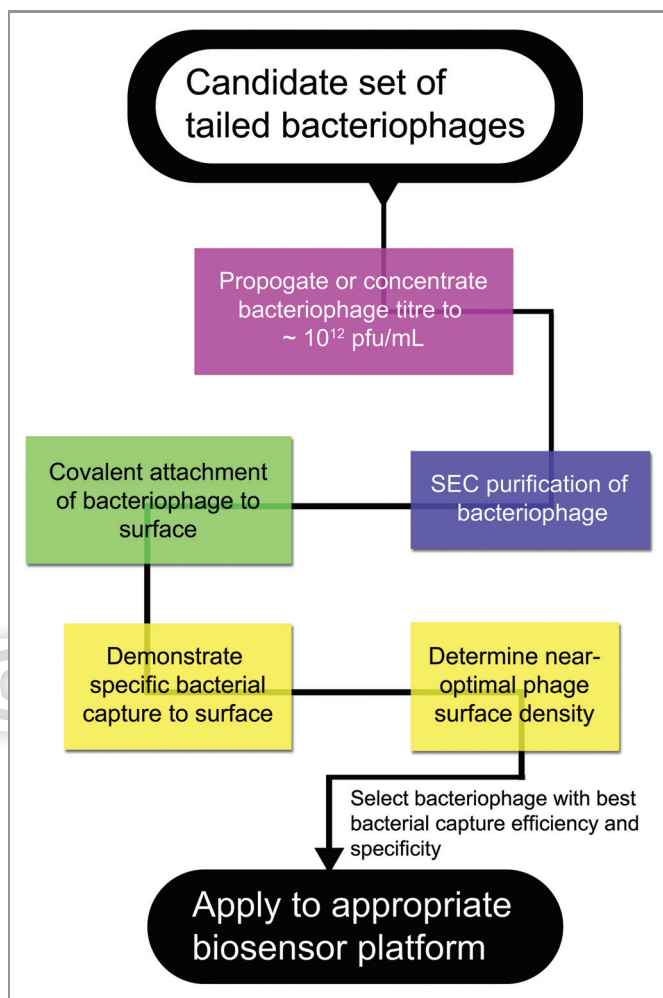 Candidate set of
tailed bacteriophages
Propogate or concentrate
bacteriophage titre to
~ 10¹² pfu/mL
SEC purification of
bacteriophage
Covalent attachment
of bacteriophage to
surface
Demonstrate
specific bacterial
capture to surface
Determine near-
optimal phage
surface density
Select bacteriophage with best
bacterial capture efficiency and
specificity
Apply to appropriate
biosensor platform